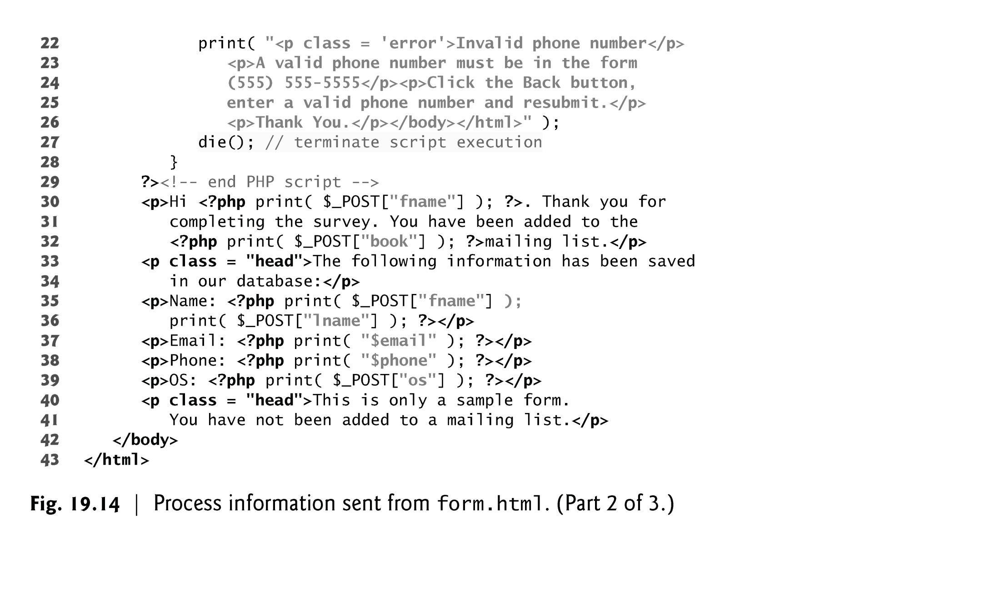 22 print( "<p class = 'error'>Invalid phone number</p>
23 <p>A valid phone number must be in the form
24 (555) 555-5555</p><p>Click the Back button,
25 enter a valid phone number and resubmit.</p>
26 <p>Thank You.</p></body></html>" );
27 die(); // terminate script execution
28 }
29 ?><!-- end PHP script -->
30 <p>Hi <?php print( $_POST["fname"] ); ?>. Thank you for
31 completing the survey. You have been added to the
32 <?php print( $_POST["book"] ); ?>mailing list.</p>
33 <p class = "head">The following information has been saved
34 in our database:</p>
35 <p>Name: <?php print( $_POST["fname"] );
36 print( $_POST["lname"] ); ?></p>
37 <p>Email: <?php print( "$email" ); ?></p>
38 <p>Phone: <?php print( "$phone" ); ?></p>
39 <p>OS: <?php print( $_POST["os"] ); ?></p>
40 <p class = "head">This is only a sample form.
41 You have not been added to a mailing list.</p>
42 </body>
43 </html>
Fig. 19.14 | Process information sent from form.html. (Part 2 of 3.)